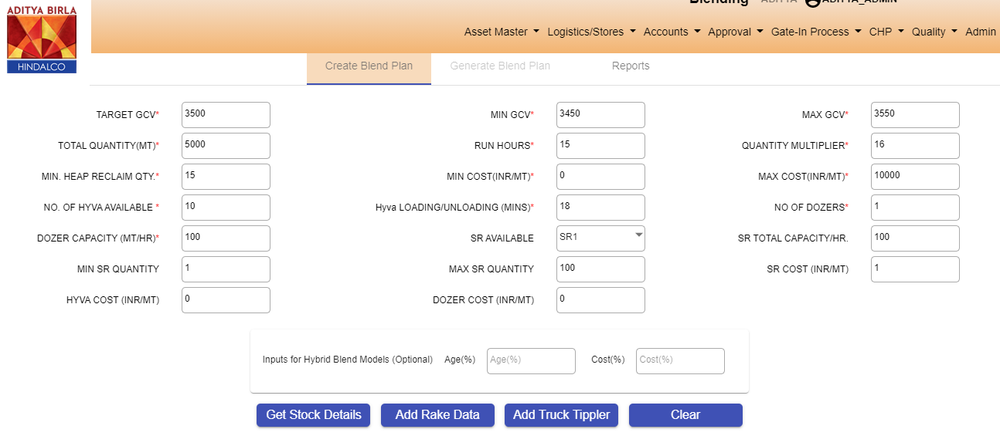 ADITYA BIRLA
HINDALCO
Blending ADITYA ADITYA_ADMIN
Asset Master Logistics/Stores Accounts Approval Gate-In Process CHP Quality Admin
Create Blend Plan Generate Blend Plan Reports
TARGET GCV* 3500 MIN GCV* 3450 MAX GCV* 3550
TOTAL QUANTITY(MT)* 5000 RUN HOURS* 15 QUANTITY MULTIPLIER* 16
MIN. HEAP RECLAIM QTY.* 15 MIN COST(INR/MT)* 0 MAX COST(INR/MT)* 10000
NO. OF HYVA AVAILABLE * 10 Hyva LOADING/UNLOADING (MINS)* 18 NO OF DOZERS* 1
DOZER CAPACITY (MT/HR)* 100 SR AVAILABLE SR1 SR TOTAL CAPACITY/HR. 100
MIN SR QUANTITY 1 MAX SR QUANTITY 100 SR COST (INR/MT) 1
HYVA COST (INR/MT) 0 DOZER COST (INR/MT) 0
Inputs for Hybrid Blend Models (Optional) Age(%) Age(%) Cost(%) Cost(%)
Get Stock Details Add Rake Data Add Truck Tippler Clear